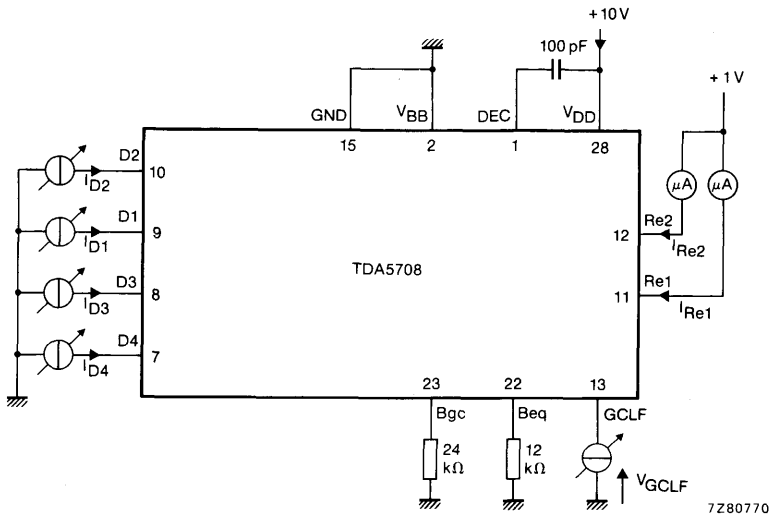 +10 V
100 pF
+ 1 V
GND
VBB
DEC
VDD
15
2
1
28
D2
10
ID2
D1
9
ID1
D3
8
ID3
D4
7
ID4
TDA5708
μA
μA
12
Re2
IRe2
11
Re1
IRe1
23
22
13
Bgc
Beq
GCLF
24
kΩ
12
kΩ
VGCLF
7Z80770